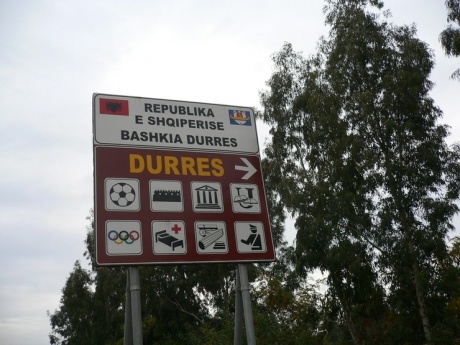 REPUBLIKA
E SHQIPERISE
BASHKIA DURRES
DURRES